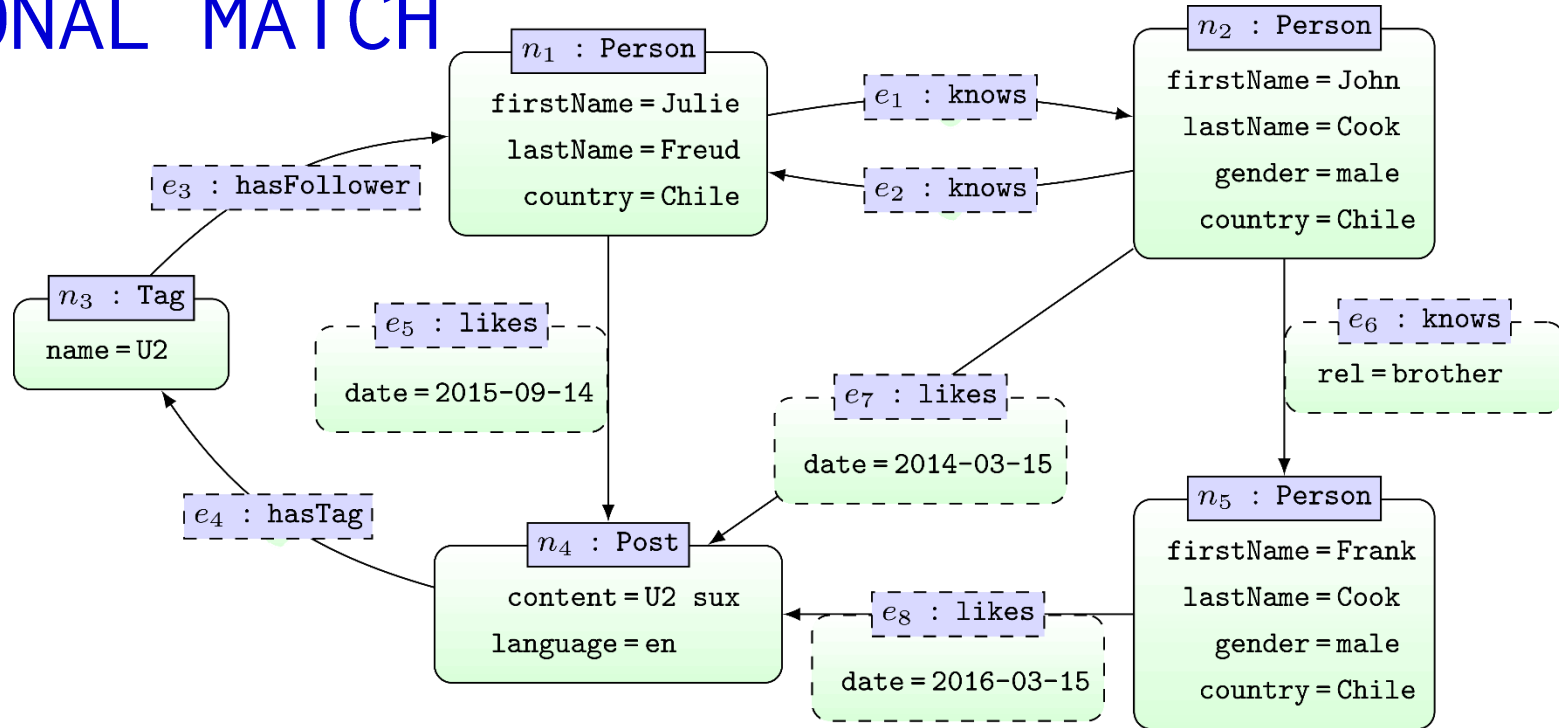 ONAL MATCH
n1 : Person
firstName = Julie
lastName = Freud
country = Chile
e1 : knows
e2 : knows
n2 : Person
firstName = John
lastName = Cook
gender = male
country = Chile
e3 : hasFollower
n3 : Tag
name = U2
e5 : likes
date = 2015-09-14
e7 : likes
date = 2014-03-15
e6 : knows
rel = brother
e4 : hasTag
n4 : Post
content = U2 sux
language = en
e8 : likes
date = 2016-03-15
n5 : Person
firstName = Frank
lastName = Cook
gender = male
country = Chile